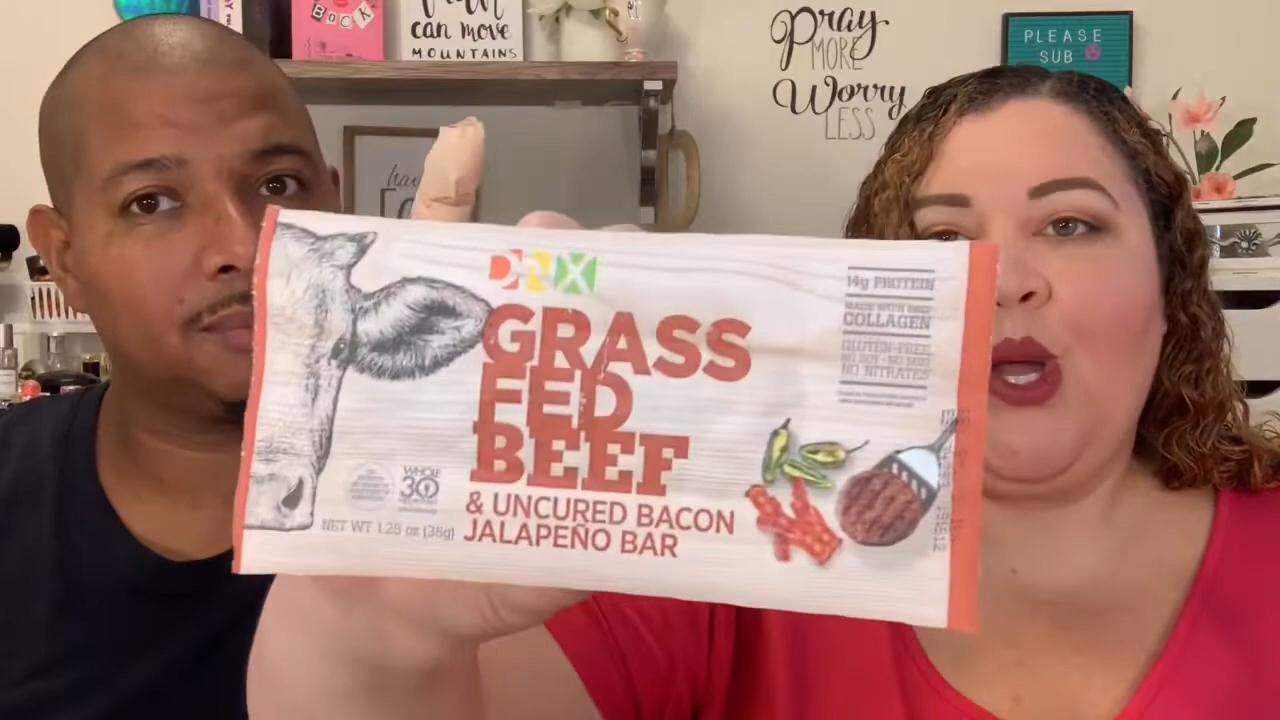 BOOK
can move
MOUNTAINS
Pray
MORE
Worry
LESS
PLEASE
SUB
DNX
GRASS
FED
BEEF
& UNCURED BACON
JALAPEÑO BAR
WHOLE
30
NET WT 1.25 oz (35g)
14g PROTEIN
MADE WITH BEEF
COLLAGEN
GLUTEN FREE
NO SOY • NO MSG
NO NITRATES